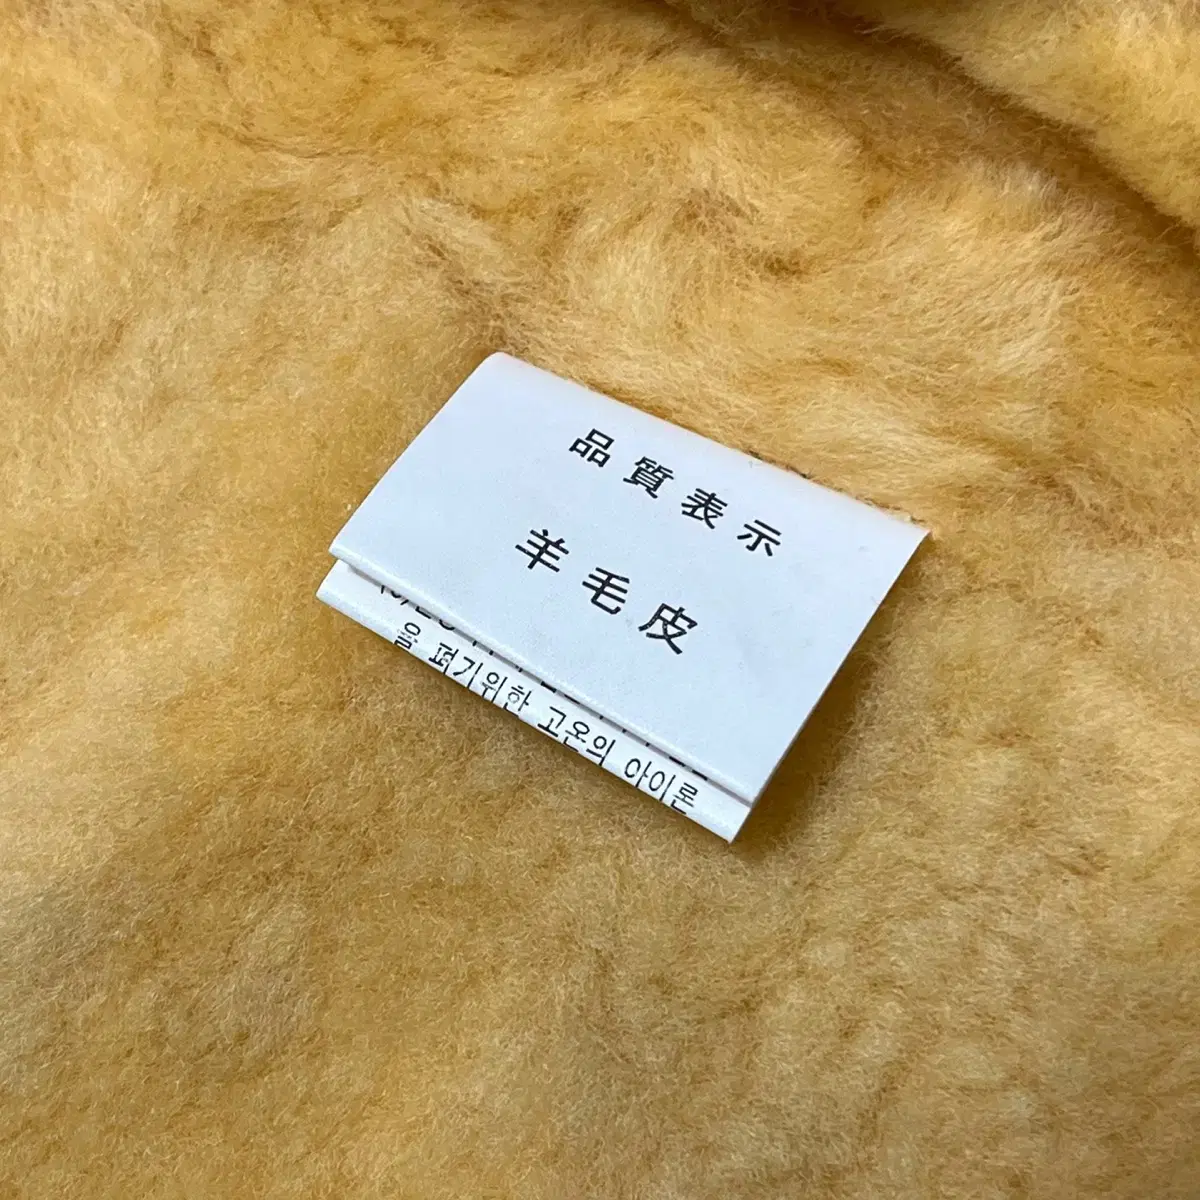 品質表示
羊毛皮
을 펴기위한 고온의 아이론